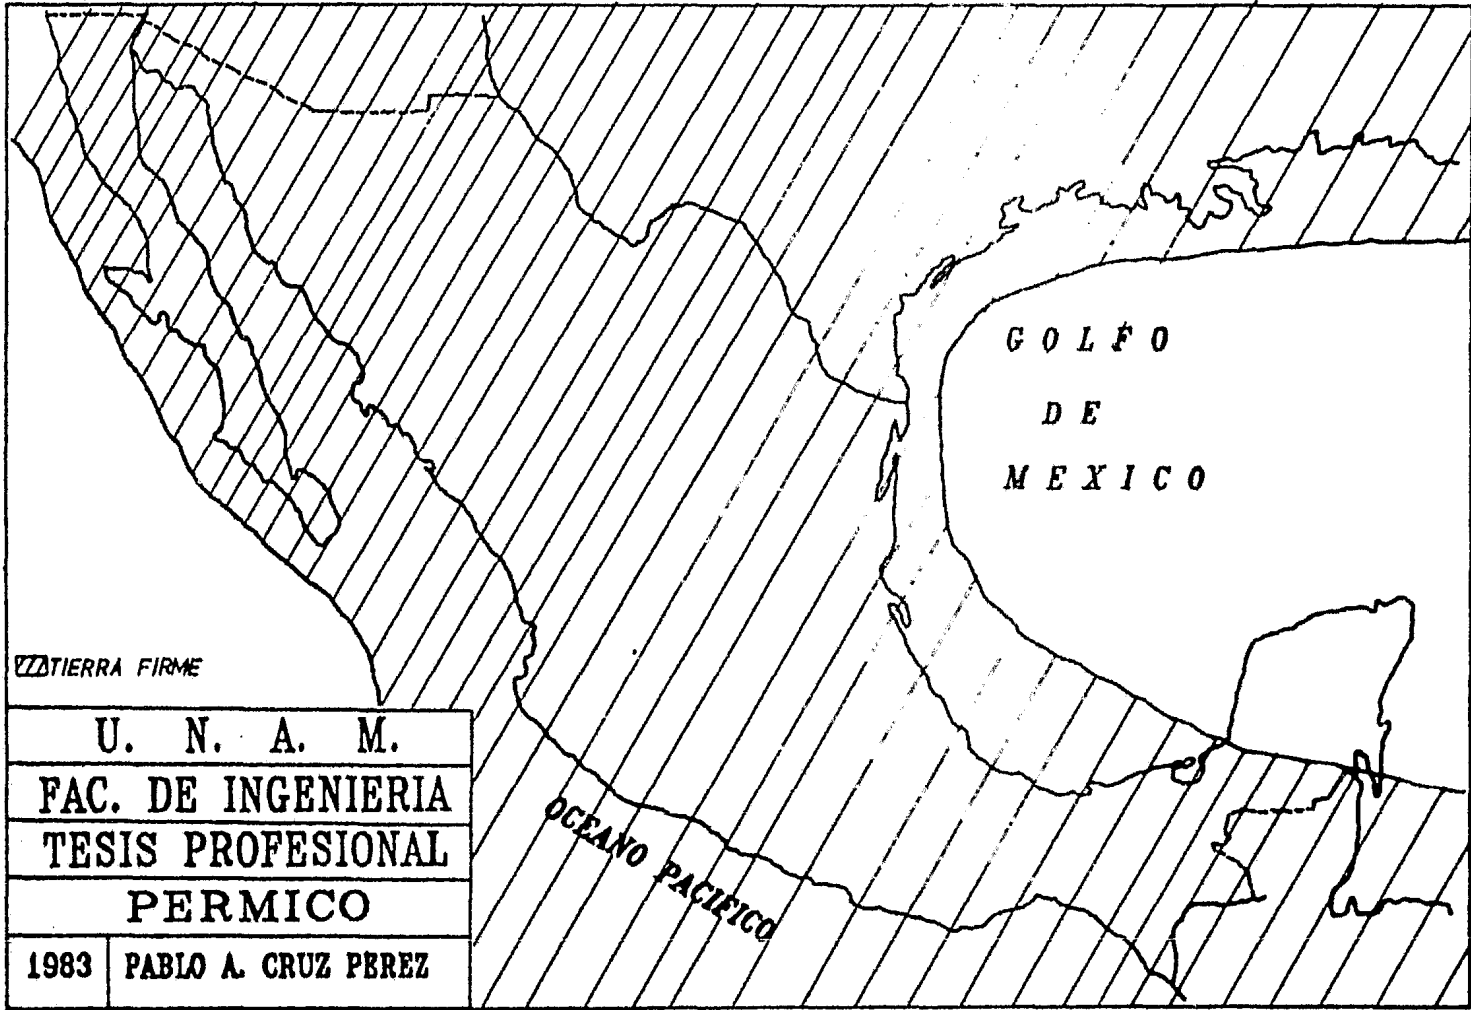 GOLFO
DE
MEXICO
TIERRA FIRME
OCEANO PACIFICO
U. N. A. M.
FAC. DE INGENIERIA
TESIS PROFESIONAL
PERMICO
1983 PABLO A. CRUZ PEREZ